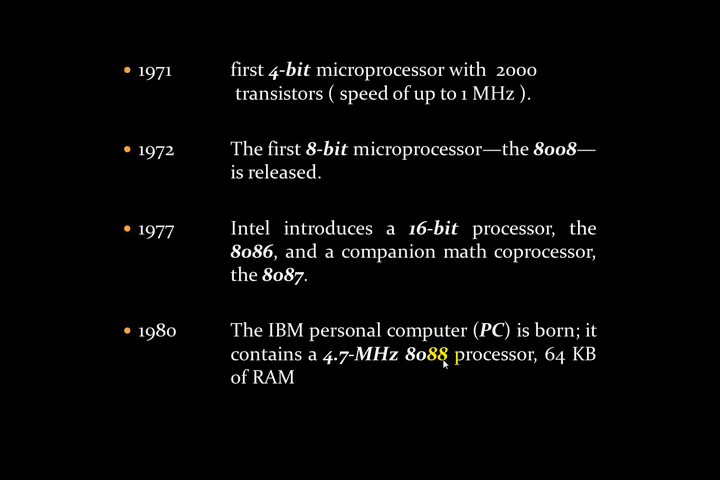 • 1971 first 4-bit microprocessor with 2000
transistors ( speed of up to 1 MHz ).
• 1972 The first 8-bit microprocessor—the 8008—
is released.
• 1977 Intel introduces a 16-bit processor, the
8086, and a companion math coprocessor,
the 8087.
• 1980 The IBM personal computer (PC) is born; it
contains a 4.7-MHz 8088 processor, 64 KB
of RAM